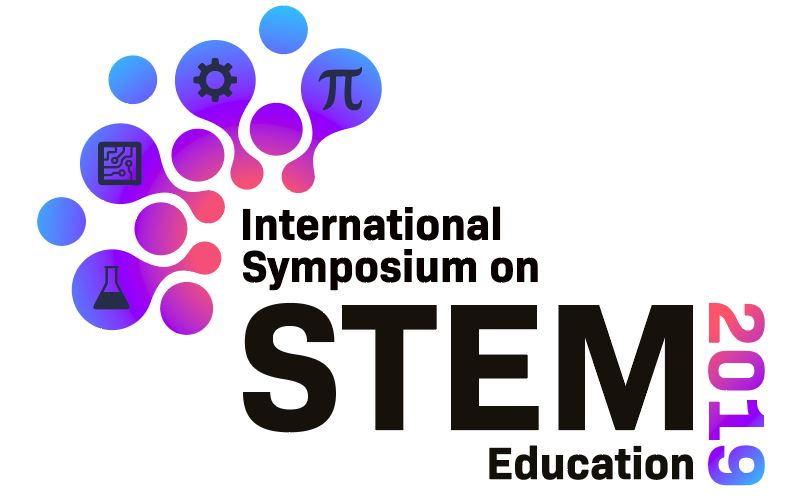 π
International
Symposium on
STEM
2019
Education